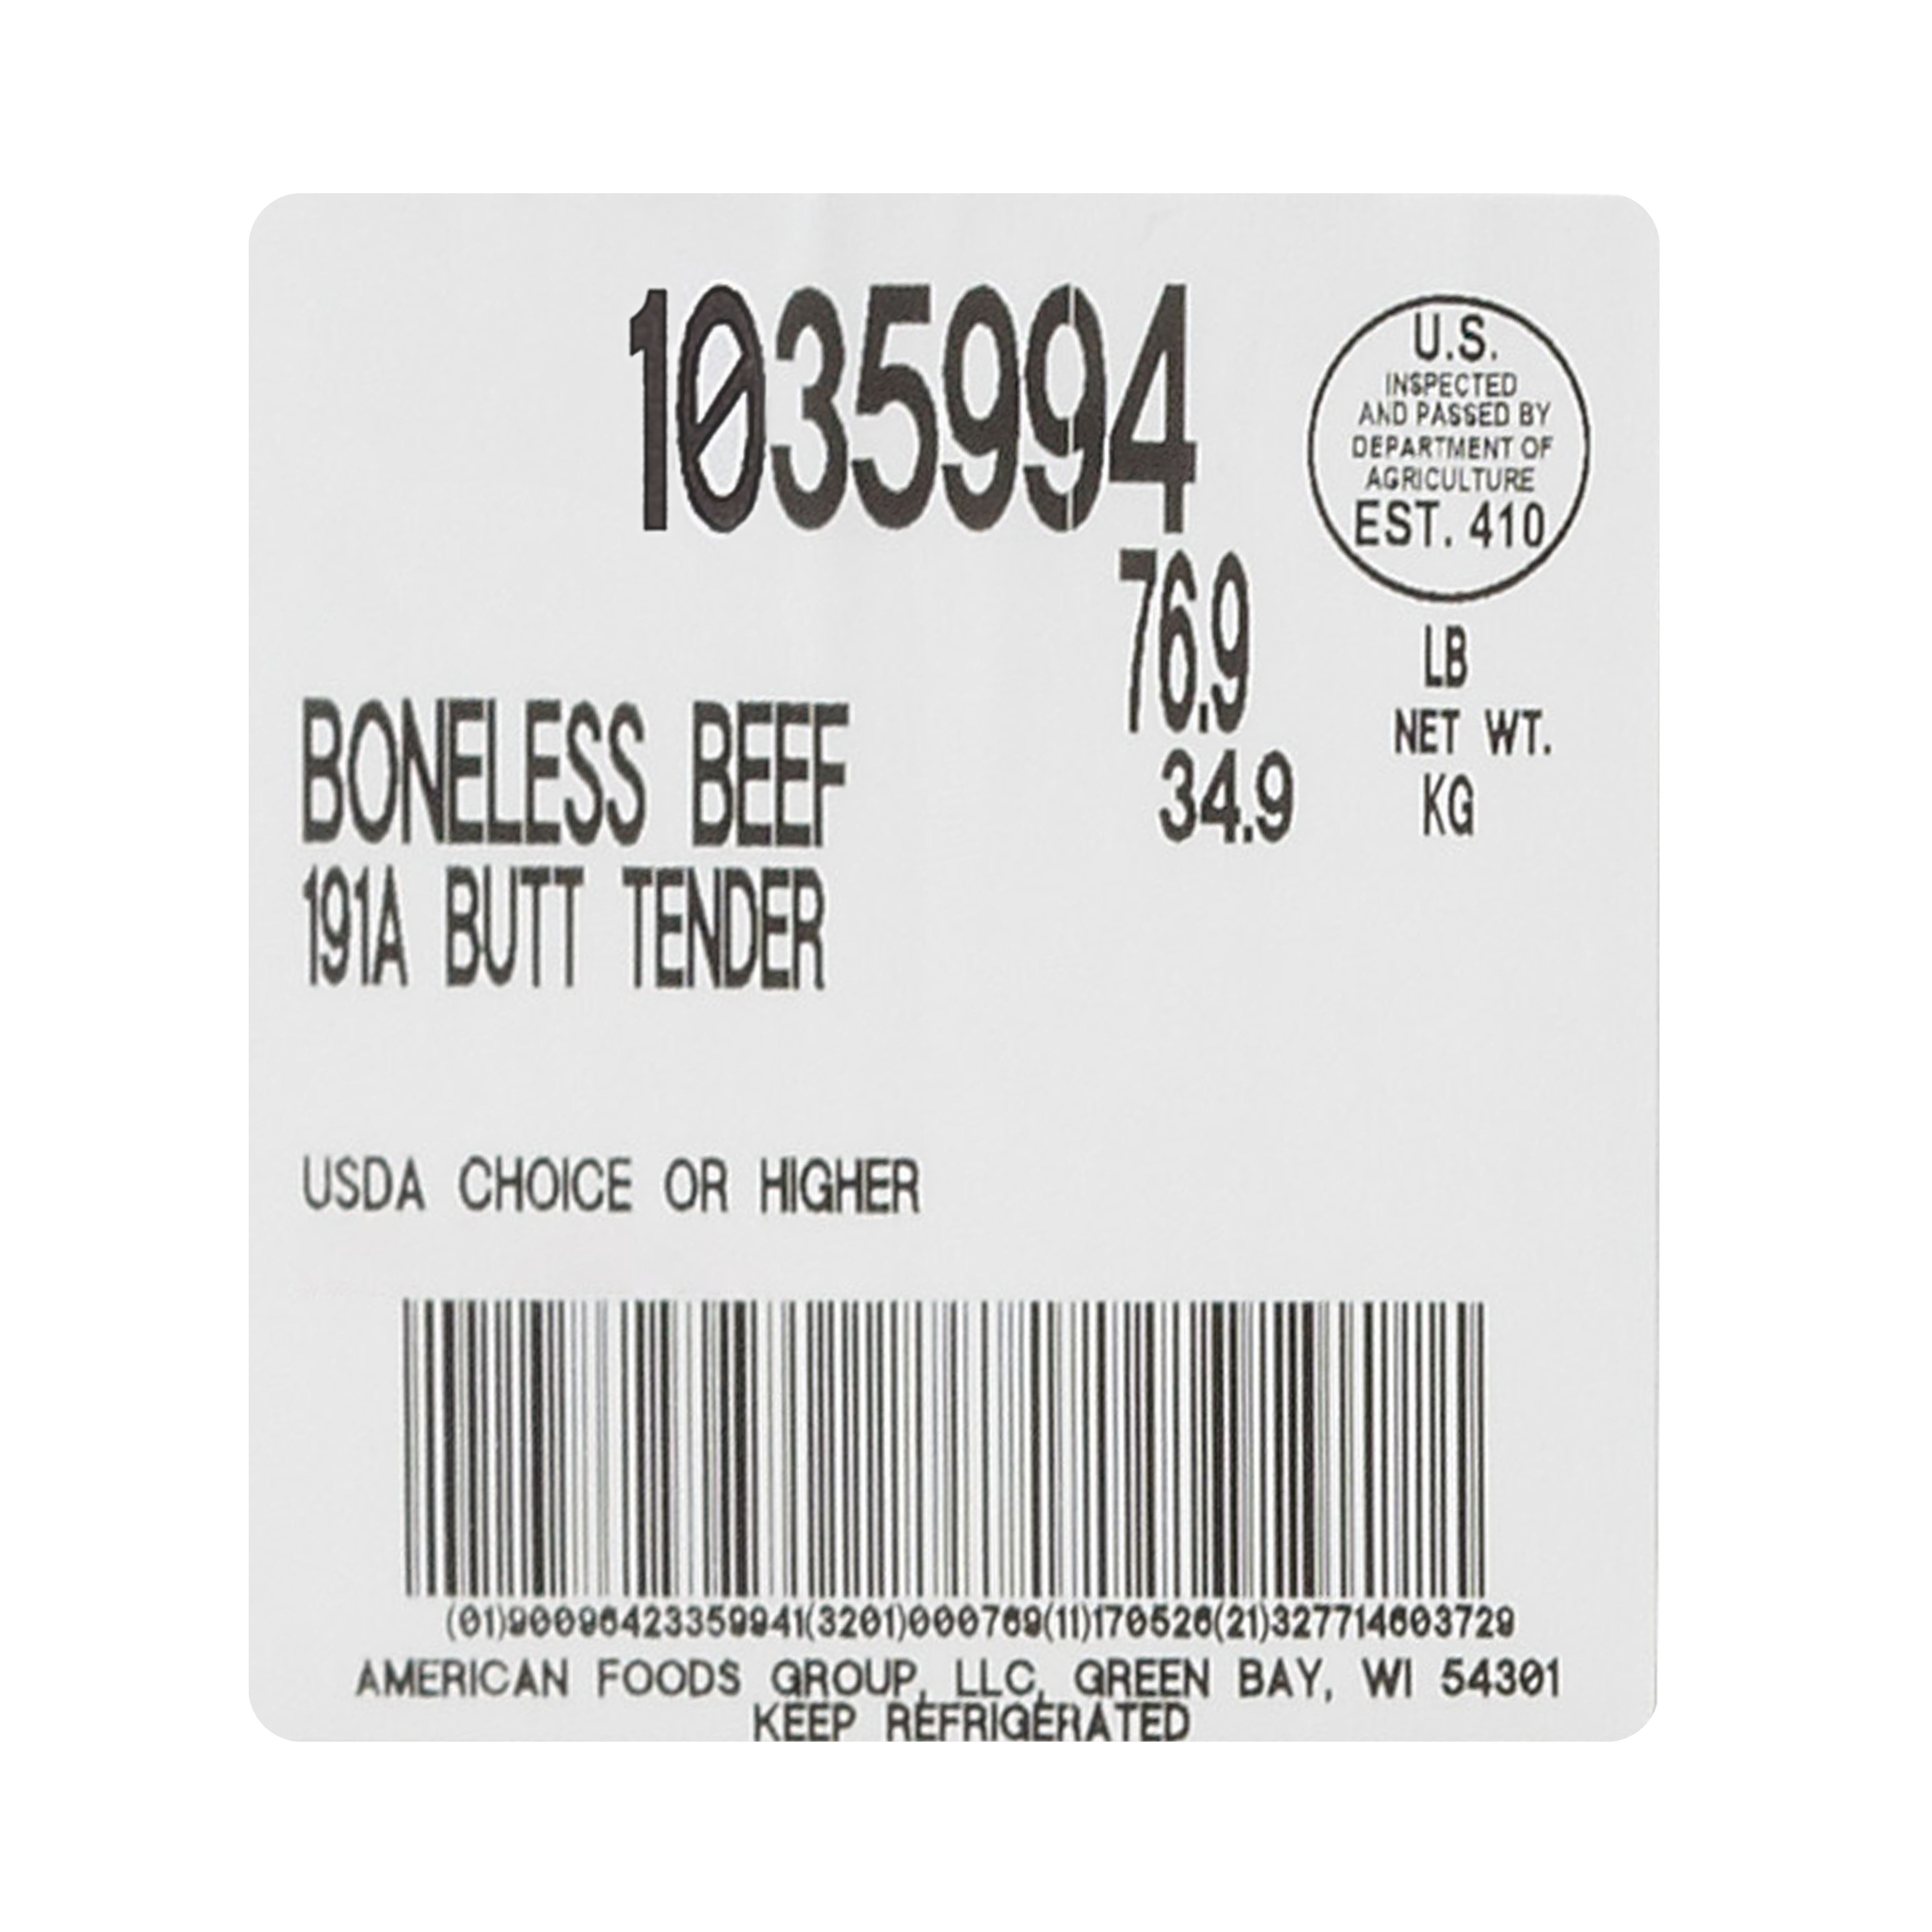 1035994
U.S.
INSPECTED
AND PASSED BY
DEPARTMENT OF
AGRICULTURE
EST. 410
76.9 LB
NET WT.
34.9 KG
BONELESS BEEF
191A BUTT TENDER
USDA CHOICE OR HIGHER
(01)90096423359941(3201)000769(11)170526(21)327714603729
AMERICAN FOODS GROUP, LLC, GREEN BAY, WI 54301
KEEP REFRIGERATED